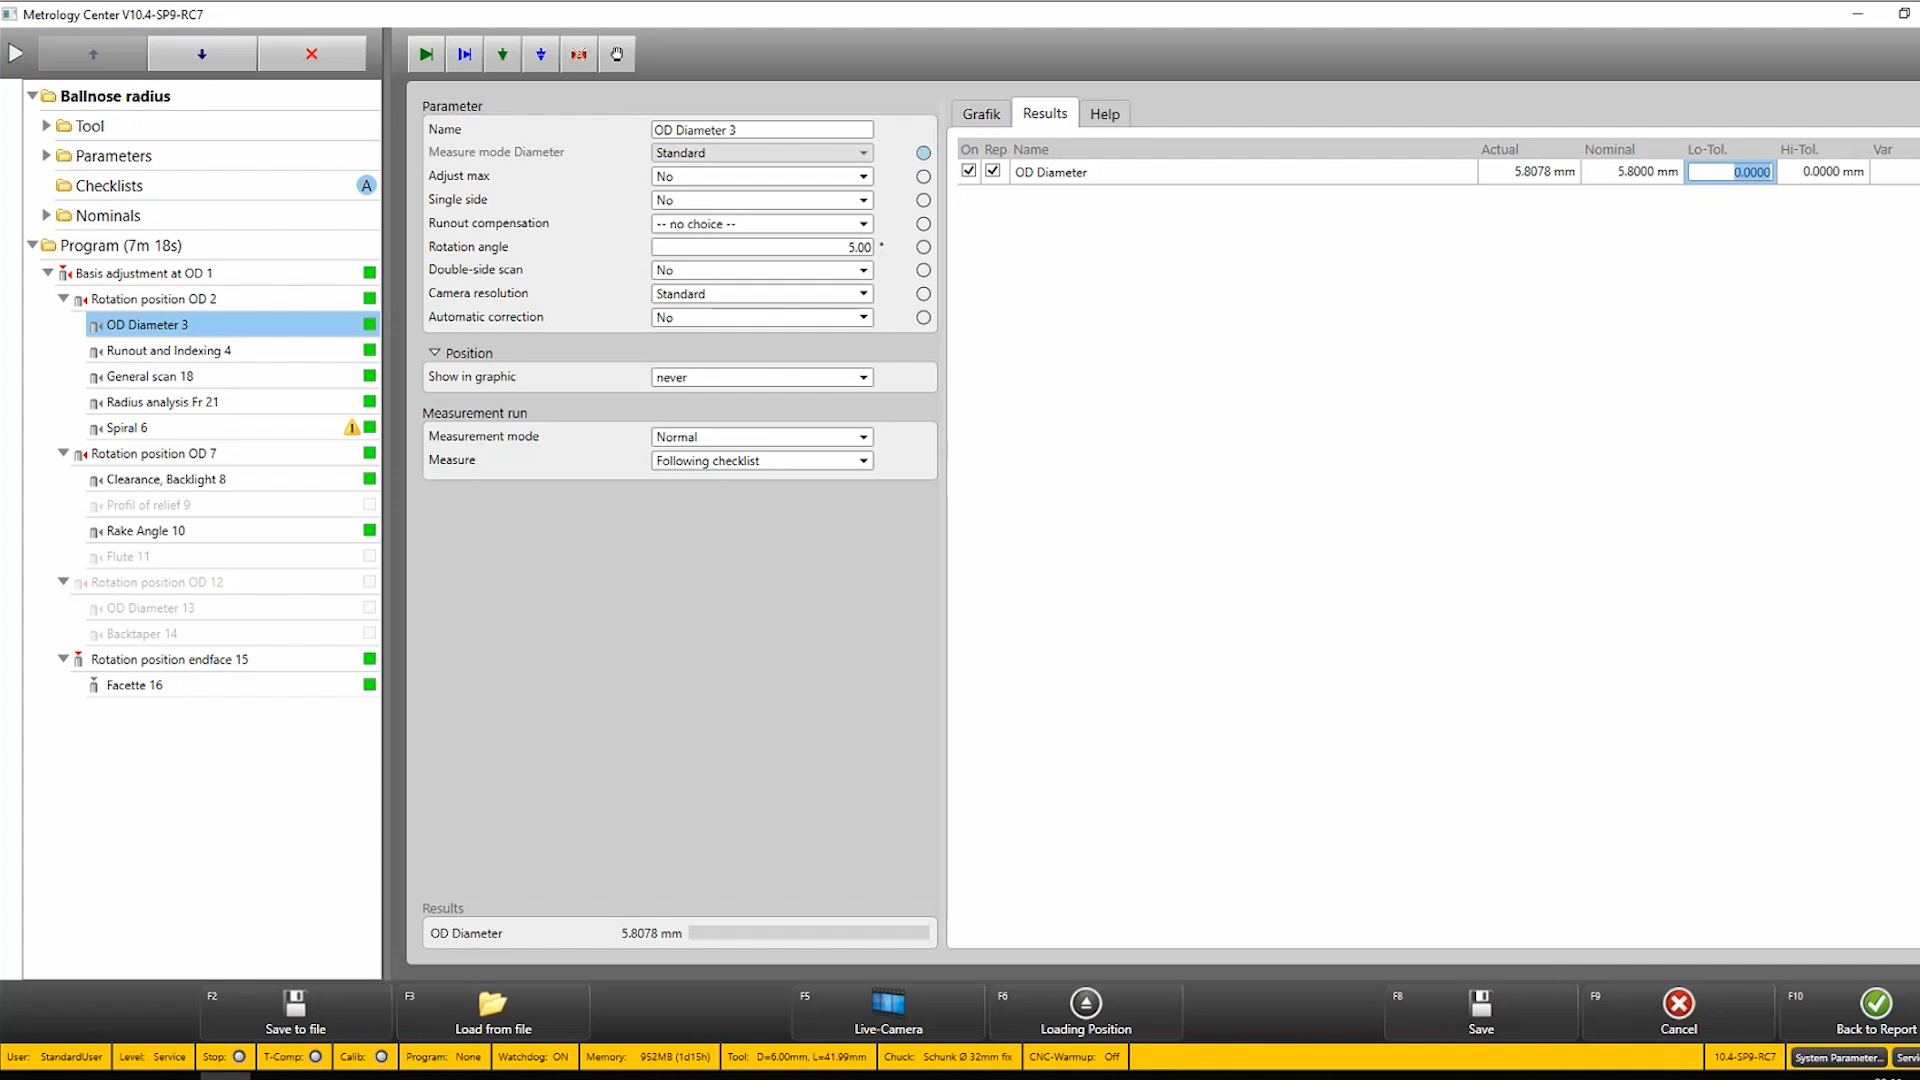 Metrology Center V10.4-SP9-RC7
Ballnose radius
Tool
Parameters
Checklists A
Nominals
Program (7m 18s)
Basis adjustment at OD 1
Rotation position OD 2
OD Diameter 3
Runout and Indexing 4
General scan 18
Radius analysis Fr 21
Spiral 6
Rotation position OD 7
Clearance, Backlight 8
Profil of relief 9
Rake Angle 10
Flute 11
Rotation position OD 12
OD Diameter 13
Backtaper 14
Rotation position endface 15
Facette 16
Parameter
Name OD Diameter 3
Measure mode Diameter Standard
Adjust max No
Single side No
Runout compensation -- no choice --
Rotation angle 5.00 °
Double-side scan No
Camera resolution Standard
Automatic correction No
Position
Show in graphic never
Measurement run
Measurement mode Normal
Measure Following checklist
Results
OD Diameter 5.8078 mm
Grafik Results Help
On Rep Name Actual Nominal Lo-Tol. Hi-Tol. Var
OD Diameter 5.8078 mm 5.8000 mm 0.0000 0.0000 mm
F2 Save to file
F3 Load from file
F5 Live-Camera
F6 Loading Position
F8 Save
F9 Cancel
F10 Back to Report
User: StandardUser Level: Service Stop: T-Comp: Calib: Program: None Watchdog: ON Memory: 952MB (1d15h) Tool: D=6.00mm, L=41.99mm Chuck: Schunk Ø 32mm fix CNC-Warmup: Off 10.4-SP9-RC7 System Parameter... Servi